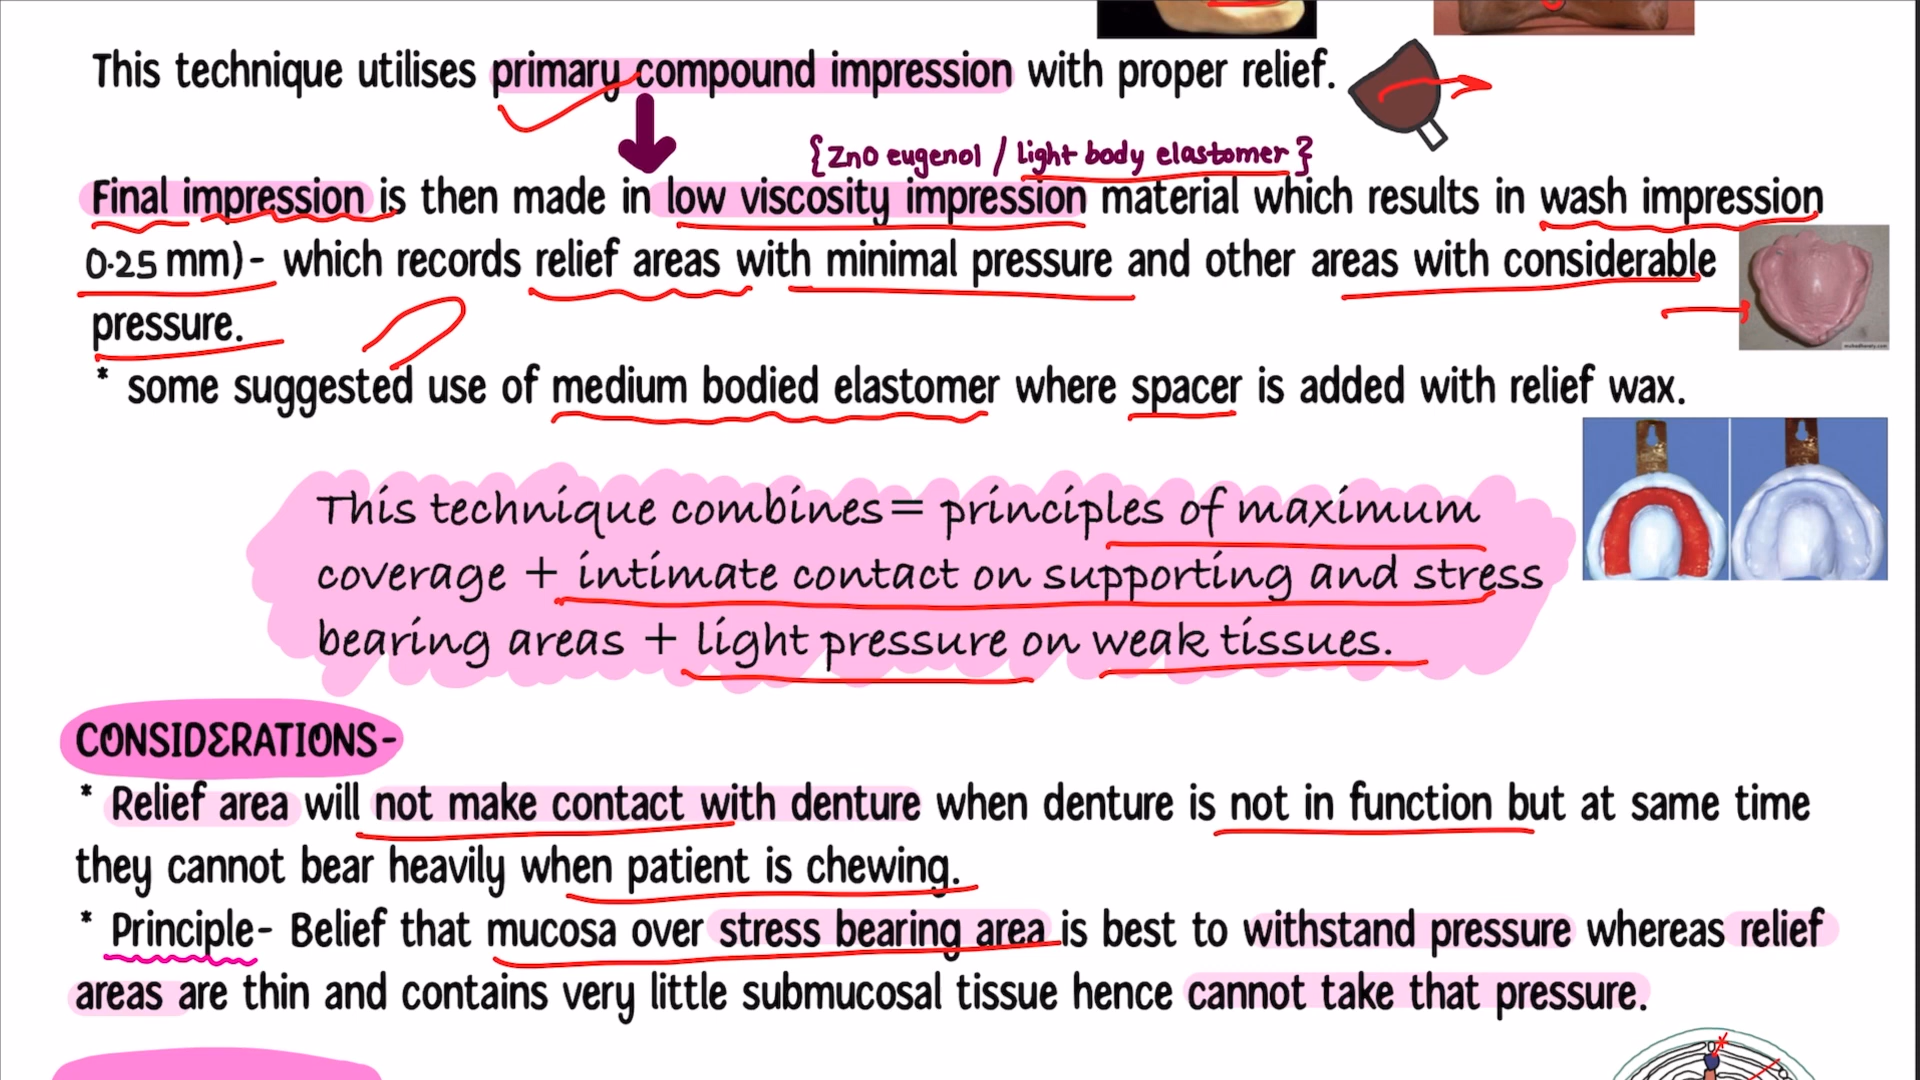 This technique utilises primary compound impression with proper relief.
{ZnO eugenol / light body elastomer}
Final impression is then made in low viscosity impression material which results in wash impression
0.25 mm)- which records relief areas with minimal pressure and other areas with considerable
pressure.
* some suggested use of medium bodied elastomer where spacer is added with relief wax.
This technique combines= principles of maximum
coverage + intimate contact on supporting and stress
bearing areas + light pressure on weak tissues.
CONSIDERATIONS-
* Relief area will not make contact with denture when denture is not in function but at same time
they cannot bear heavily when patient is chewing.
* Principle- Belief that mucosa over stress bearing area is best to withstand pressure whereas relief
areas are thin and contains very little submucosal tissue hence cannot take that pressure.